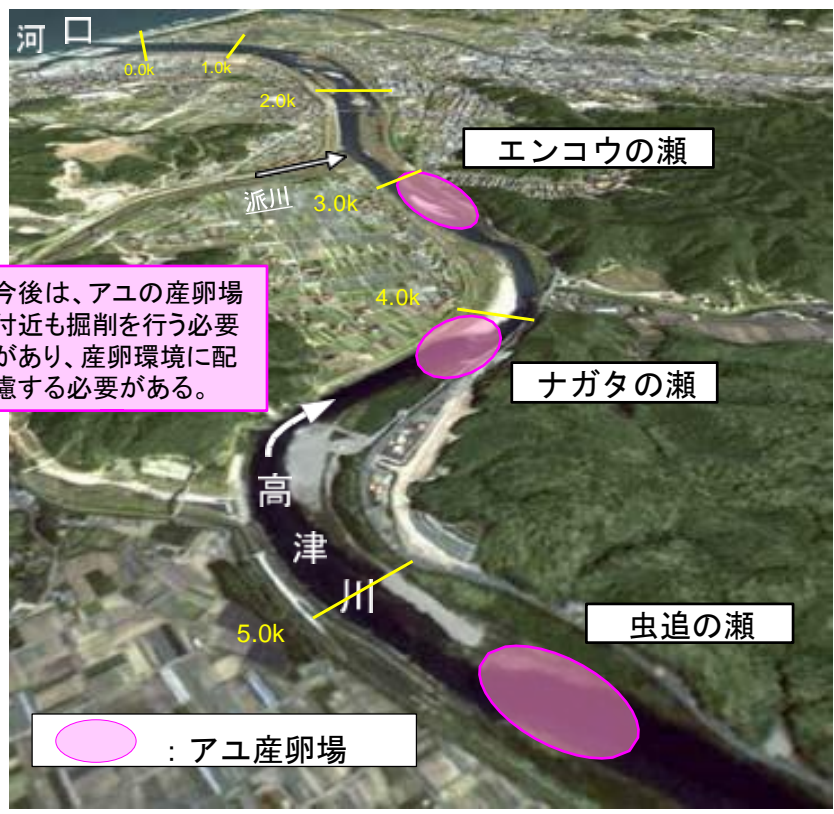 河口
0.0k
1.0k
2.0k
エンコウの瀬
派川
3.0k
今後は、アユの産卵場
付近も掘削を行う必要
があり、産卵環境に配
慮する必要がある。
4.0k
ナガタの瀬
高
津
川
5.0k
虫追の瀬
：アユ産卵場